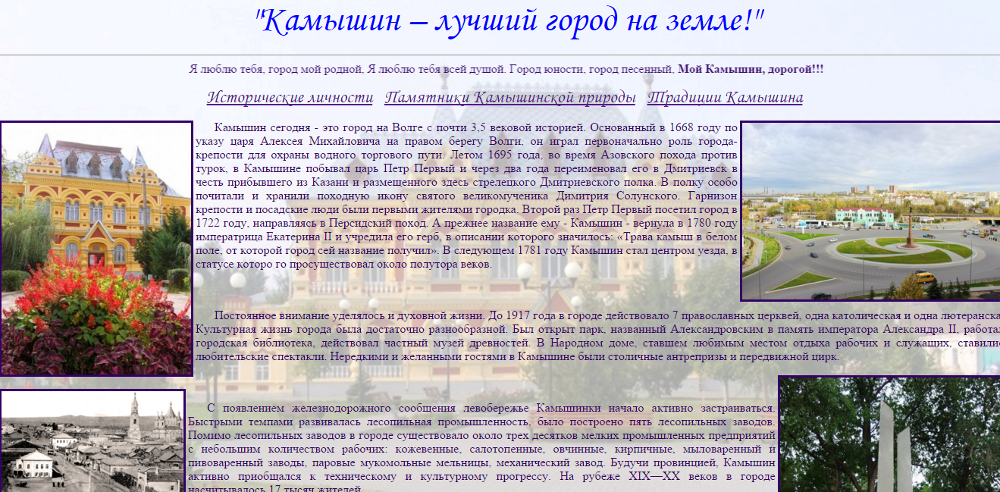 "Камышин – лучший город на земле!"
Я люблю тебя, город мой родной, Я люблю тебя всей душой. Город юности, город песенный, Мой Камышин, дорогой!!!
Исторические личности Памятники Камышинской природы Традиции Камышина
Камышин сегодня - это город на Волге с почти 3,5 вековой историей. Основанный в 1668 году по
указу царя Алексея Михайловича на правом берегу Волги, он играл первоначально роль города-
крепости для охраны водного торгового пути. Летом 1695 года, во время Азовского похода против
турок, в Камышине побывал царь Петр Первый и через два года переименовал его в Дмитриевск в
честь прибывшего из Казани и размещенного здесь стрелецкого Дмитриевского полка. В полку особо
почитали и хранили походную икону святого великомученика Димитрия Солунского. Гарнизон
крепости и посадские люди были первыми жителями городка. Второй раз Петр Первый посетил город в
1722 году, направляясь в Персидский поход. А прежнее название ему - Камышин - вернула в 1780 году
императрица Екатерина II и учредила его герб, в описании которого значилось: «Трава камыш в белом
поле, от которой город сей название получил». В следующем 1781 году Камышин стал центром уезда, в
статусе которо го просуществовал около полутора веков.
Постоянное внимание уделялось и духовной жизни. До 1917 года в городе действовало 7 православных церквей, одна католическая и одна лютеранска
Культурная жизнь города была достаточно разнообразной. Был открыт парк, названный Александровским в память императора Александра II, работал
городская библиотека, действовал частный музей древностей. В Народном доме, ставшем любимым местом отдыха рабочих и служащих, ставилис
любительские спектакли. Нередкими и желанными гостями в Камышине были столичные антрепризы и передвижной цирк.
С появлением железнодорожного сообщения левобережье Камышинки начало активно застраиваться.
Быстрыми темпами развивалась лесопильная промышленность, было построено пять лесопильных заводов.
Помимо лесопильных заводов в городе существовало около трех десятков мелких промышленных предприятий
с небольшим количеством рабочих: кожевенные, салотопенные, овчинные, кирпичные, мыловаренный и
пивоваренный заводы, паровые мукомольные мельницы, механический завод. Будучи провинцией, Камышин
активно приобщался к техническому и культурному прогрессу. На рубеже XIX—XX веков в городе
насчитывалось 17 тысяч жителей.